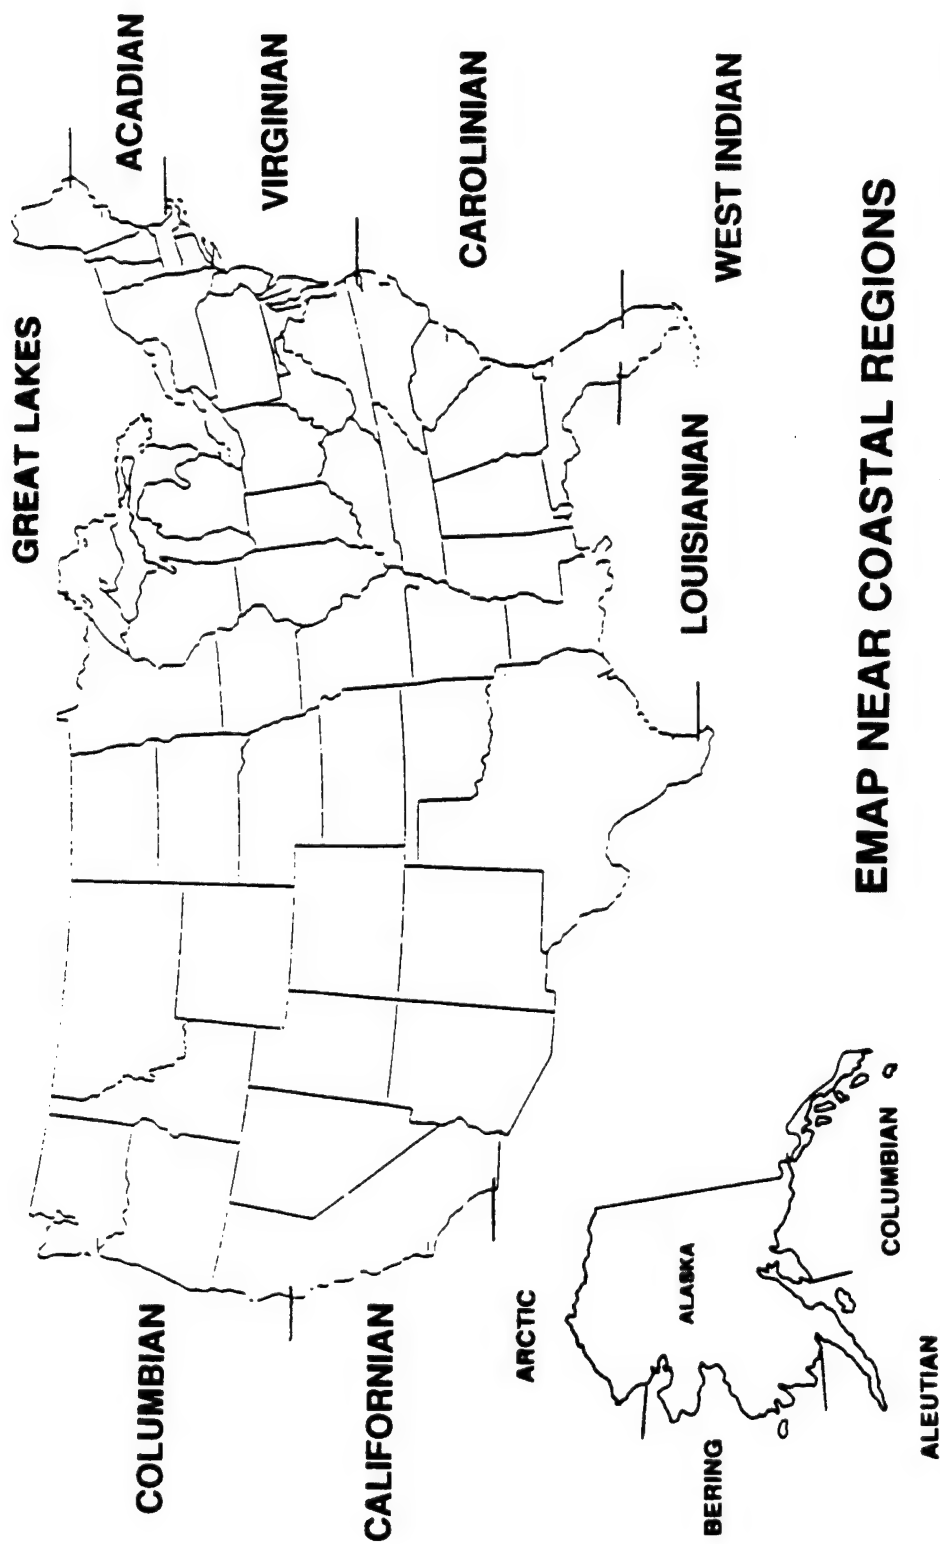 GREAT LAKES
ACADIAN
VIRGINIAN
CAROLINIAN
WEST INDIAN
LOUISIANIAN
COLUMBIAN
CALIFORNIAN
ARCTIC
ALASKA
BERING
COLUMBIAN
ALEUTIAN
EMAP NEAR COASTAL REGIONS